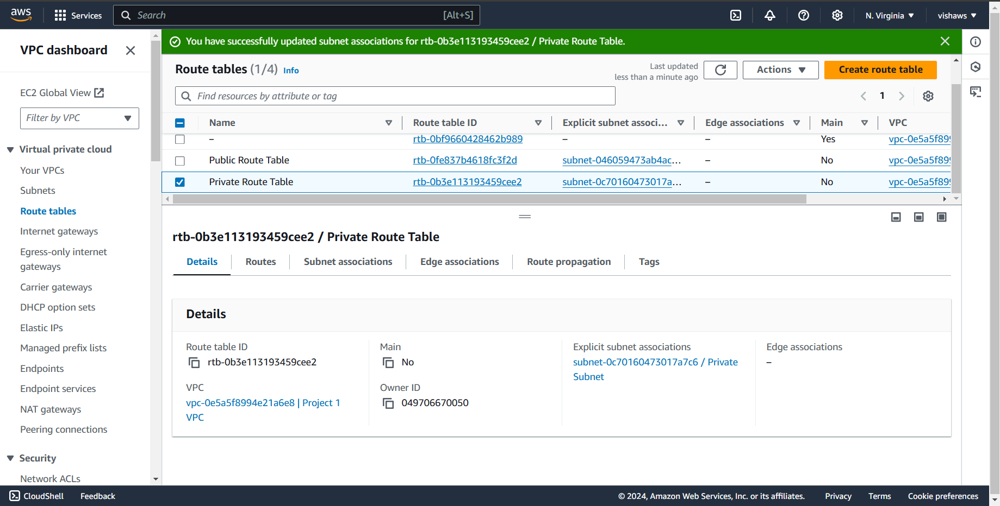 aws
Services
Search
[Alt+S]
N. Virginia
vishaws
VPC dashboard
EC2 Global View
Filter by VPC
Virtual private cloud
Your VPCs
Subnets
Route tables
Internet gateways
Egress-only internet
gateways
Carrier gateways
DHCP option sets
Elastic IPs
Managed prefix lists
Endpoints
Endpoint services
NAT gateways
Peering connections
Security
Network ACLs
You have successfully updated subnet associations for rtb-0b3e113193459cee2 / Private Route Table.
Route tables (1/4) Info
Last updated
less than a minute ago
Actions
Create route table
Find resources by attribute or tag
1
Name Route table ID Explicit subnet associ... Edge associations Main VPC
– rtb-0bf9660428462b989 – – Yes vpc-0e5a5f899
Public Route Table rtb-0fe837b4618fc3f2d subnet-046059473ab4ac... – No vpc-0e5a5f899
Private Route Table rtb-0b3e113193459cee2 subnet-0c70160473017a... – No vpc-0e5a5f899
rtb-0b3e113193459cee2 / Private Route Table
Details Routes Subnet associations Edge associations Route propagation Tags
Details
Route table ID
rtb-0b3e113193459cee2
VPC
vpc-0e5a5f8994e21a6e8 | Project 1
VPC
Main
No
Owner ID
049706670050
Explicit subnet associations
subnet-0c70160473017a7c6 / Private
Subnet
Edge associations
–
CloudShell Feedback
© 2024, Amazon Web Services, Inc. or its affiliates. Privacy Terms Cookie preferences